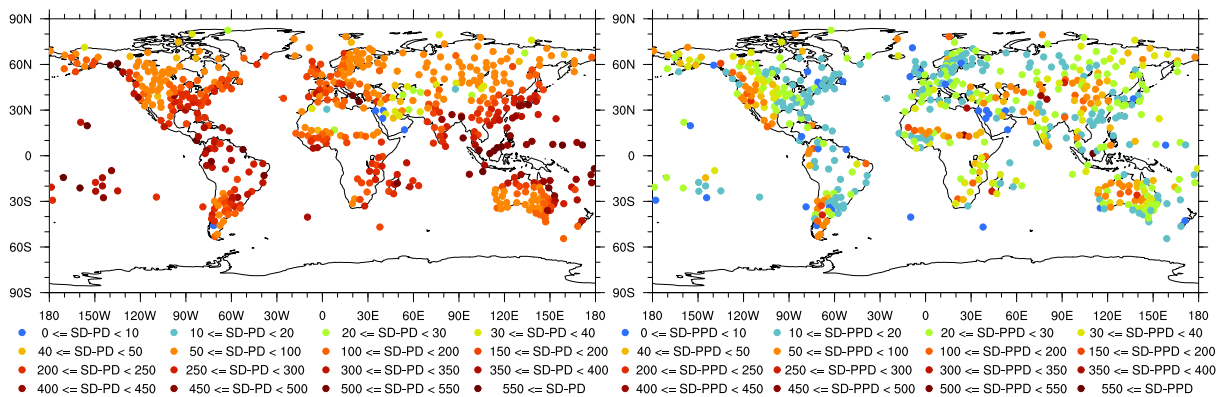 90N
60N
30N
0
30S
60S
90S
180 150W 120W 90W 60W 30W 0 30E 60E 90E 120E 150E 180
90N
60N
30N
0
30S
60S
90S
180 150W 120W 90W 60W 30W 0 30E 60E 90E 120E 150E 180
0 <= SD-PD < 10 10 <= SD-PD < 20 20 <= SD-PD < 30 30 <= SD-PD < 40
40 <= SD-PD < 50 50 <= SD-PD < 100 100 <= SD-PD < 200 150 <= SD-PD < 200
200 <= SD-PD < 250 250 <= SD-PD < 300 300 <= SD-PD < 350 350 <= SD-PD < 400
400 <= SD-PD < 450 450 <= SD-PD < 500 500 <= SD-PD < 550 550 <= SD-PD
0 <= SD-PPD < 10 10 <= SD-PPD < 20 20 <= SD-PPD < 30 30 <= SD-PPD < 40
40 <= SD-PPD < 50 50 <= SD-PPD < 100 100 <= SD-PPD < 200 150 <= SD-PPD < 200
200 <= SD-PPD < 250 250 <= SD-PPD < 300 300 <= SD-PPD < 350 350 <= SD-PPD < 400
400 <= SD-PPD < 450 450 <= SD-PPD < 500 500 <= SD-PPD < 550 550 <= SD-PPD